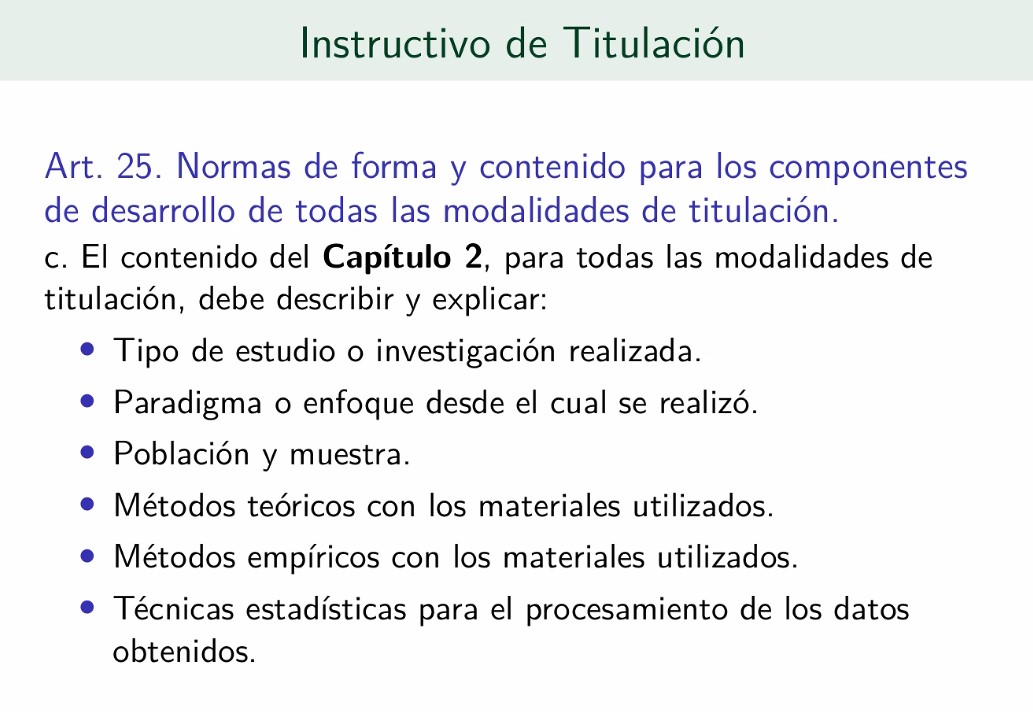 Instructivo de Titulación
Art. 25. Normas de forma y contenido para los componentes
de desarrollo de todas las modalidades de titulación.
c. El contenido del Capítulo 2, para todas las modalidades de
titulación, debe describir y explicar:
• Tipo de estudio o investigación realizada.
• Paradigma o enfoque desde el cual se realizó.
• Población y muestra.
• Métodos teóricos con los materiales utilizados.
• Métodos empíricos con los materiales utilizados.
• Técnicas estadísticas para el procesamiento de los datos
obtenidos.